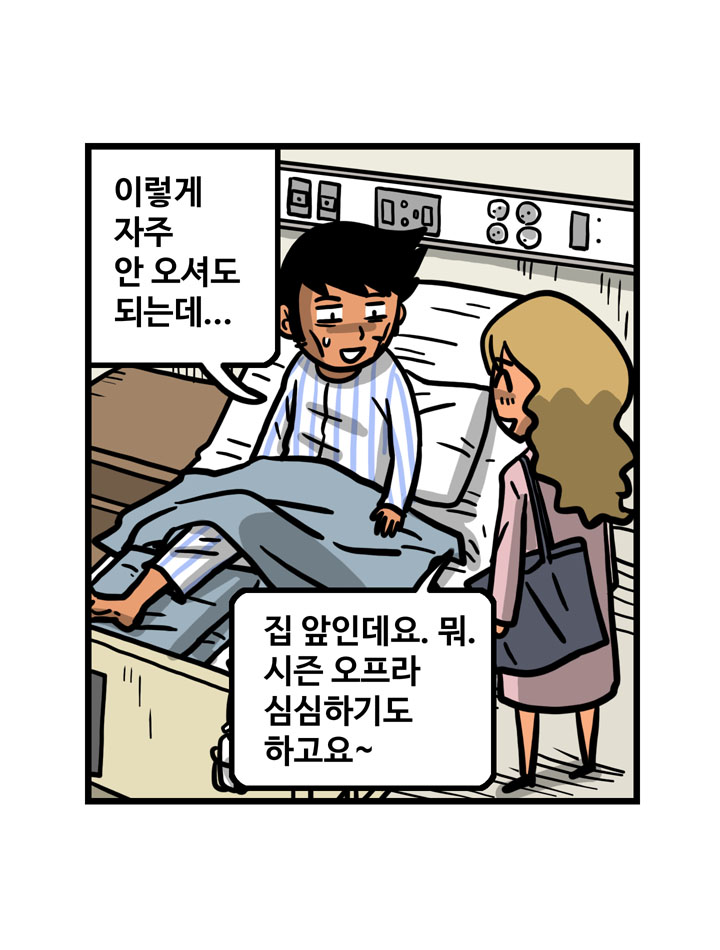 이렇게
자주
안 오셔도
되는데...
집 앞인데요. 뭐.
시즌 오프라
심심하기도
하고요~